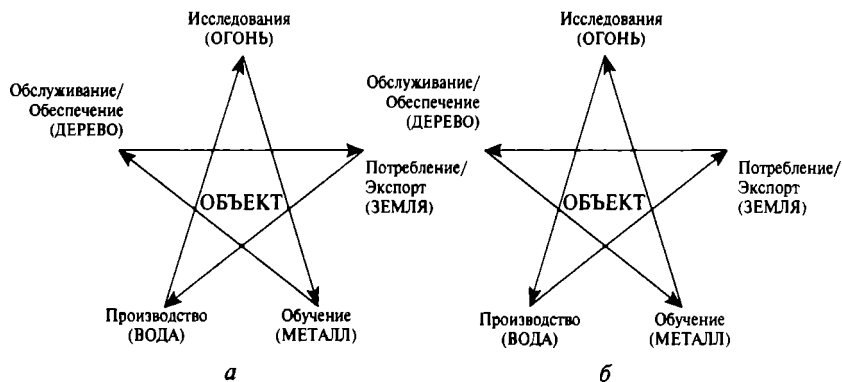 Исследования
(ОГОНЬ)
Обслуживание/
Обеспечение
(ДЕРЕВО)
Потребление/
Экспорт
(ЗЕМЛЯ)
ОБЪЕКТ
Производство
(ВОДА)
Обучение
(МЕТАЛЛ)
а
Исследования
(ОГОНЬ)
Обслуживание/
Обеспечение
(ДЕРЕВО)
Потребление/
Экспорт
(ЗЕМЛЯ)
ОБЪЕКТ
Производство
(ВОДА)
Обучение
(МЕТАЛЛ)
б